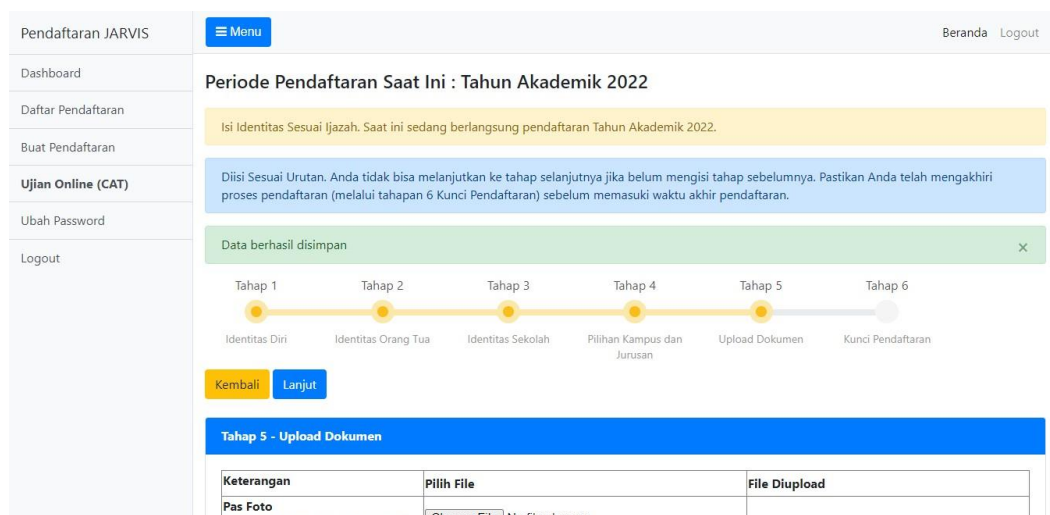 Pendaftaran JARVIS
Menu
Beranda Logout
Dashboard
Daftar Pendaftaran
Buat Pendaftaran
Ujian Online (CAT)
Ubah Password
Logout
Periode Pendaftaran Saat Ini : Tahun Akademik 2022
Isi Identitas Sesuai Ijazah. Saat ini sedang berlangsung pendaftaran Tahun Akademik 2022.
Diisi Sesuai Urutan. Anda tidak bisa melanjutkan ke tahap selanjutnya jika belum mengisi tahap sebelumnya. Pastikan Anda telah mengakhiri
proses pendaftaran (melalui tahapan 6 Kunci Pendaftaran) sebelum memasuki waktu akhir pendaftaran.
Data berhasil disimpan ×
Tahap 1 Tahap 2 Tahap 3 Tahap 4 Tahap 5 Tahap 6
Identitas Diri Identitas Orang Tua Identitas Sekolah Pilihan Kampus dan Upload Dokumen Kunci Pendaftaran
Jurusan
Kembali Lanjut
Tahap 5 - Upload Dokumen
Keterangan Pilih File File Diupload
Pas Foto